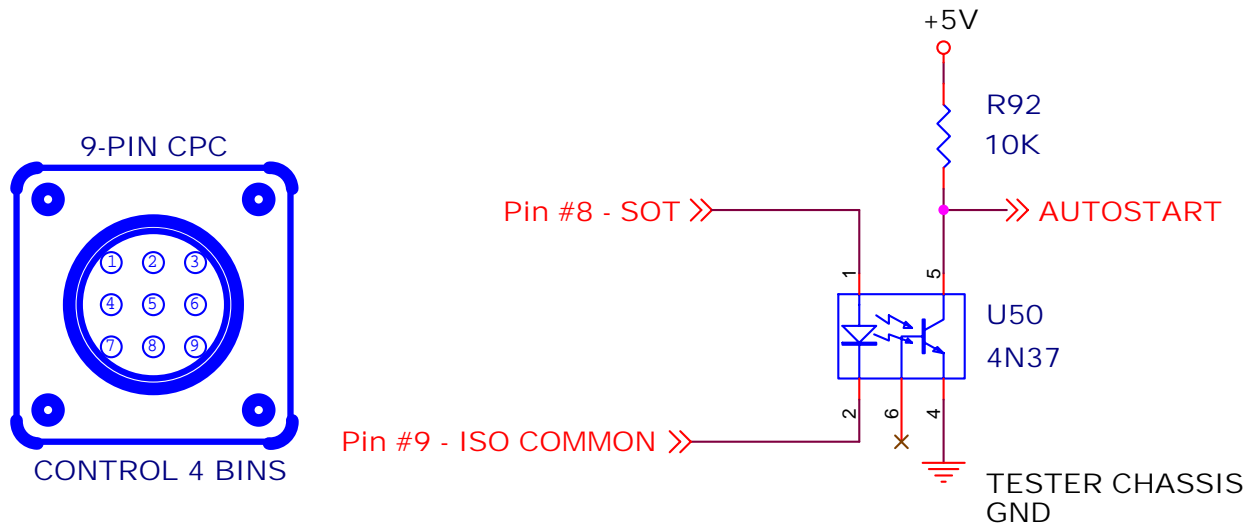 9-PIN CPC
1 2 3
4 5 6
7 8 9
CONTROL 4 BINS
+5V
R92
10K
Pin #8 - SOT
AUTOSTART
1
5
U50
4N37
2
6
4
Pin #9 - ISO COMMON
TESTER CHASSIS
GND